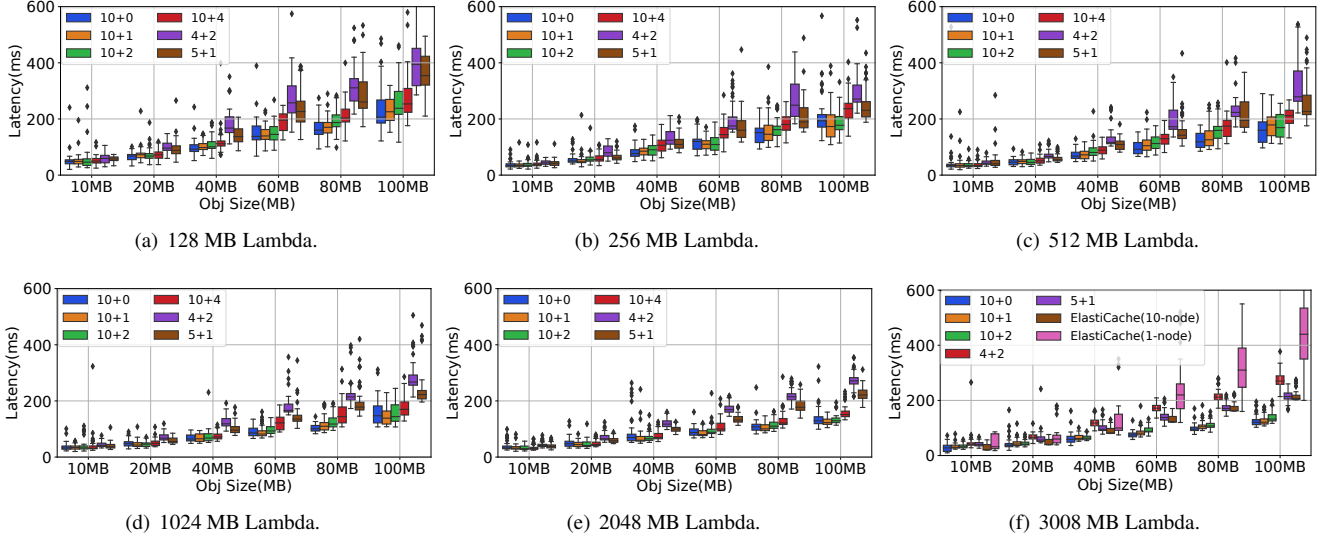 600
400
200
0
Latency(ms)
10+0 10+4
10+1 4+2
10+2 5+1
10MB 20MB 40MB 60MB 80MB 100MB
Obj Size(MB)
(a) 128 MB Lambda.
600
400
200
0
Latency(ms)
10+0 10+4
10+1 4+2
10+2 5+1
10MB 20MB 40MB 60MB 80MB 100MB
Obj Size(MB)
(b) 256 MB Lambda.
600
400
200
0
Latency(ms)
10+0 10+4
10+1 4+2
10+2 5+1
10MB 20MB 40MB 60MB 80MB 100MB
Obj Size(MB)
(c) 512 MB Lambda.
600
400
200
0
Latency(ms)
10+0 10+4
10+1 4+2
10+2 5+1
10MB 20MB 40MB 60MB 80MB 100MB
Obj Size(MB)
(d) 1024 MB Lambda.
600
400
200
0
Latency(ms)
10+0 10+4
10+1 4+2
10+2 5+1
10MB 20MB 40MB 60MB 80MB 100MB
Obj Size(MB)
(e) 2048 MB Lambda.
600
400
200
0
Latency(ms)
10+0 5+1
10+1 ElastiCache(10-node)
10+2 ElastiCache(1-node)
4+2
10MB 20MB 40MB 60MB 80MB 100MB
Obj Size(MB)
(f) 3008 MB Lambda.